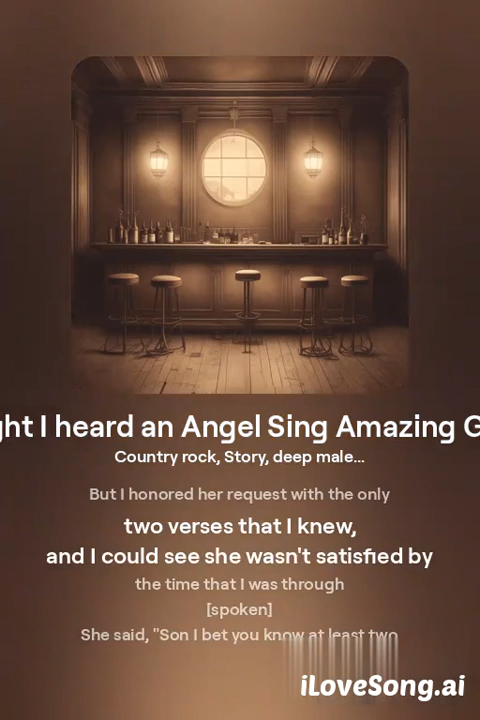 ght I heard an Angel Sing Amazing G
Country rock, Story, deep male...
But I honored her request with the only
two verses that I knew,
and I could see she wasn't satisfied by
the time that I was through
[spoken]
She said, "Son I bet you know at least two
iLoveSong.ai